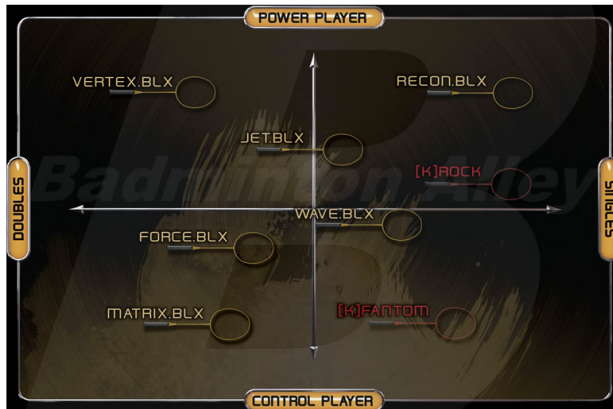 POWER PLAYER
VERTEX.BLX
RECON.BLX
JET.BLX
[K]ROCK
Badminton Alley
DOUBLES
SINGLES
WAVE.BLX
FORCE.BLX
MATRIX.BLX
[K]FANTOM
CONTROL PLAYER